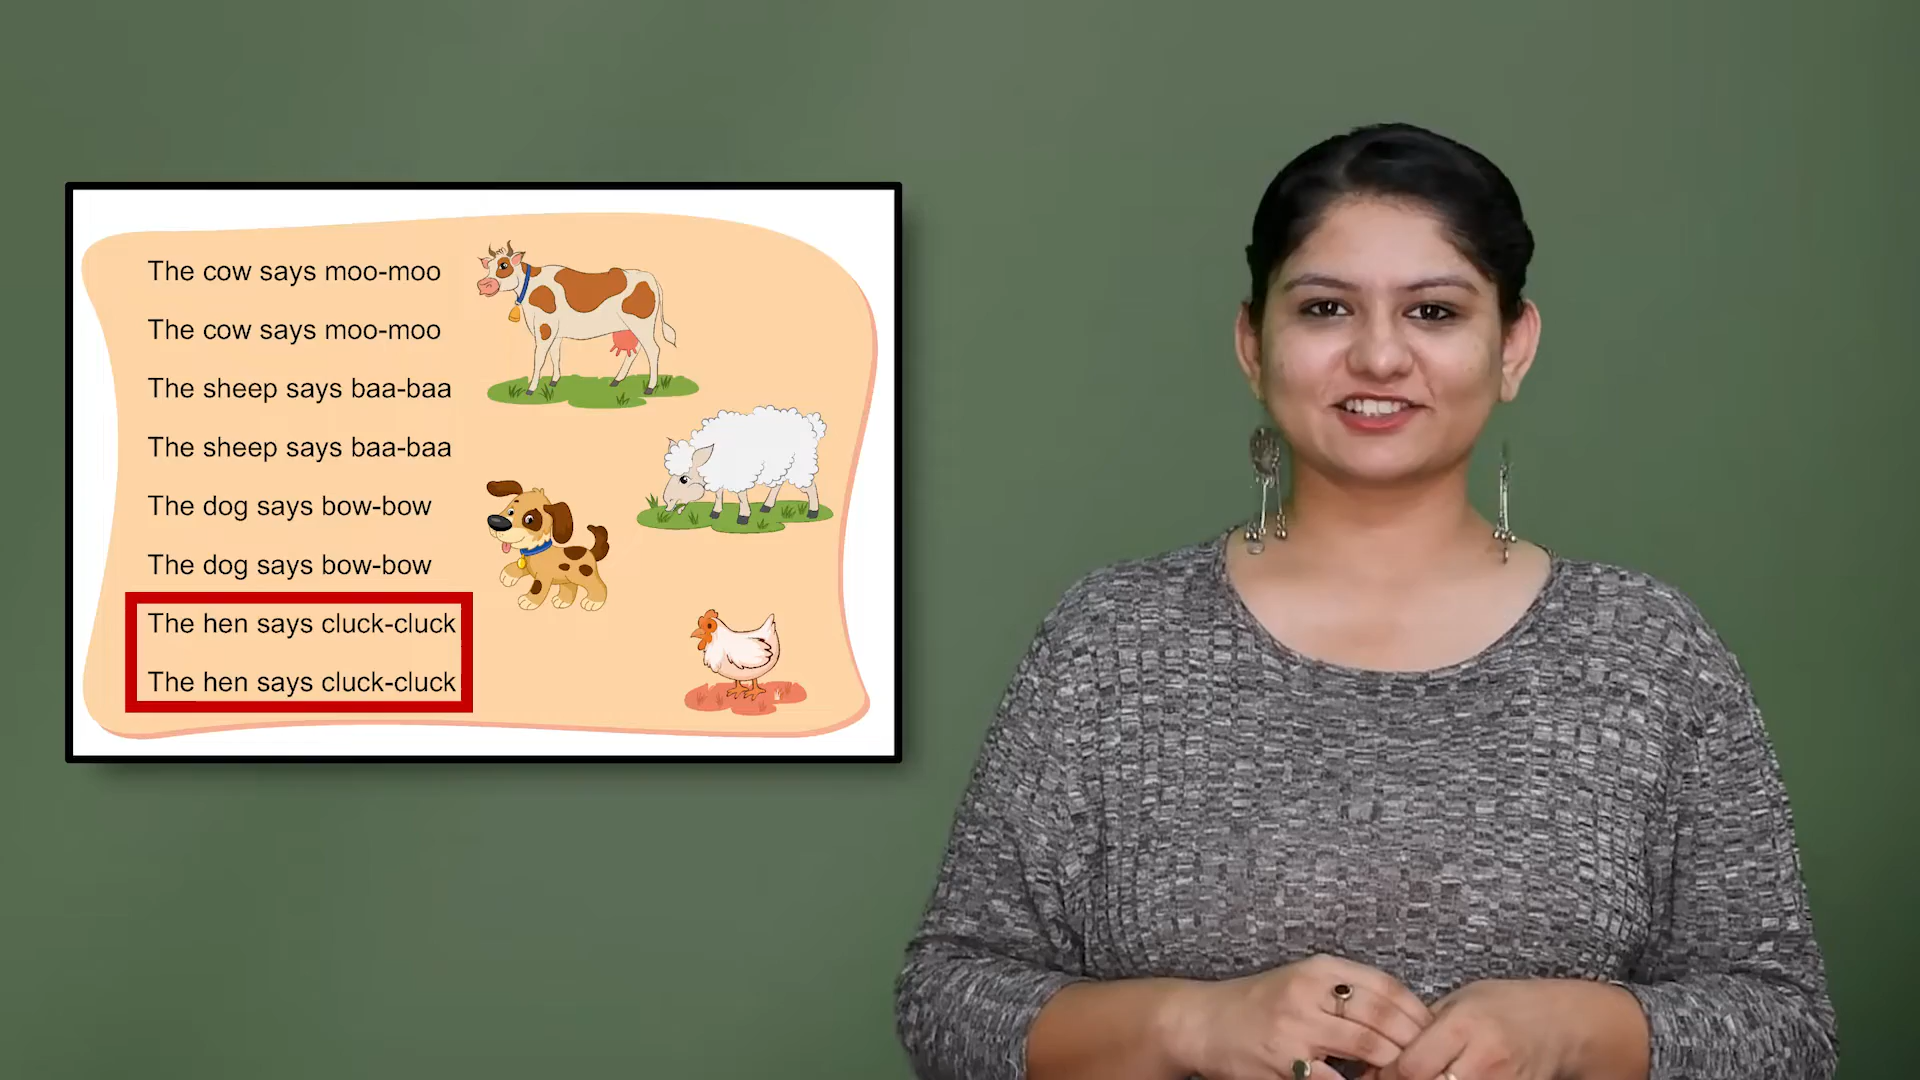 The cow says moo-moo
The cow says moo-moo
The sheep says baa-baa
The sheep says baa-baa
The dog says bow-bow
The dog says bow-bow
The hen says cluck-cluck
The hen says cluck-cluck